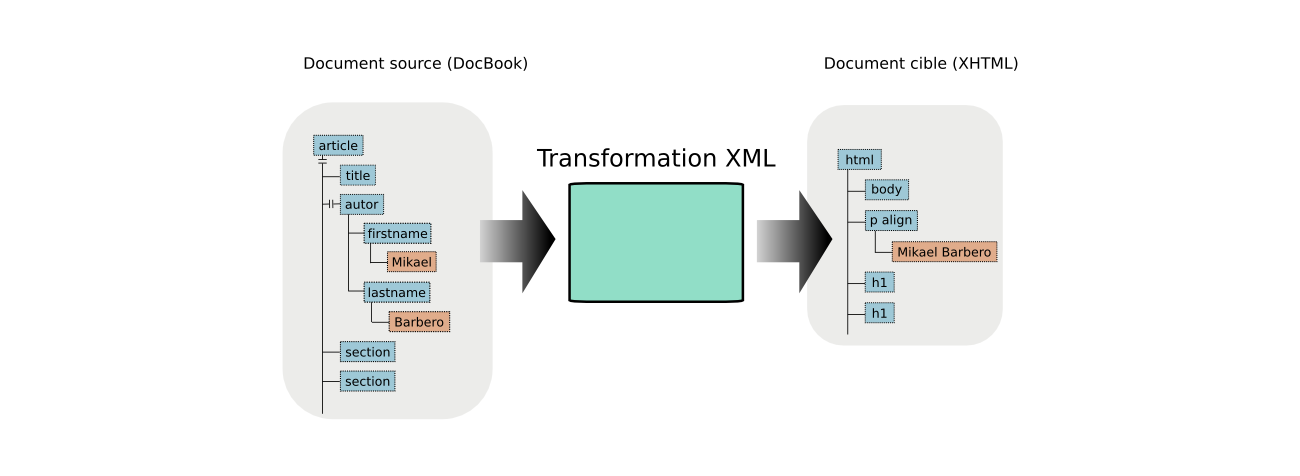 Document source (DocBook)
article
title
autor
firstname
Mikael
lastname
Barbero
section
section
Transformation XML
Document cible (XHTML)
html
body
p align
Mikael Barbero
h1
h1